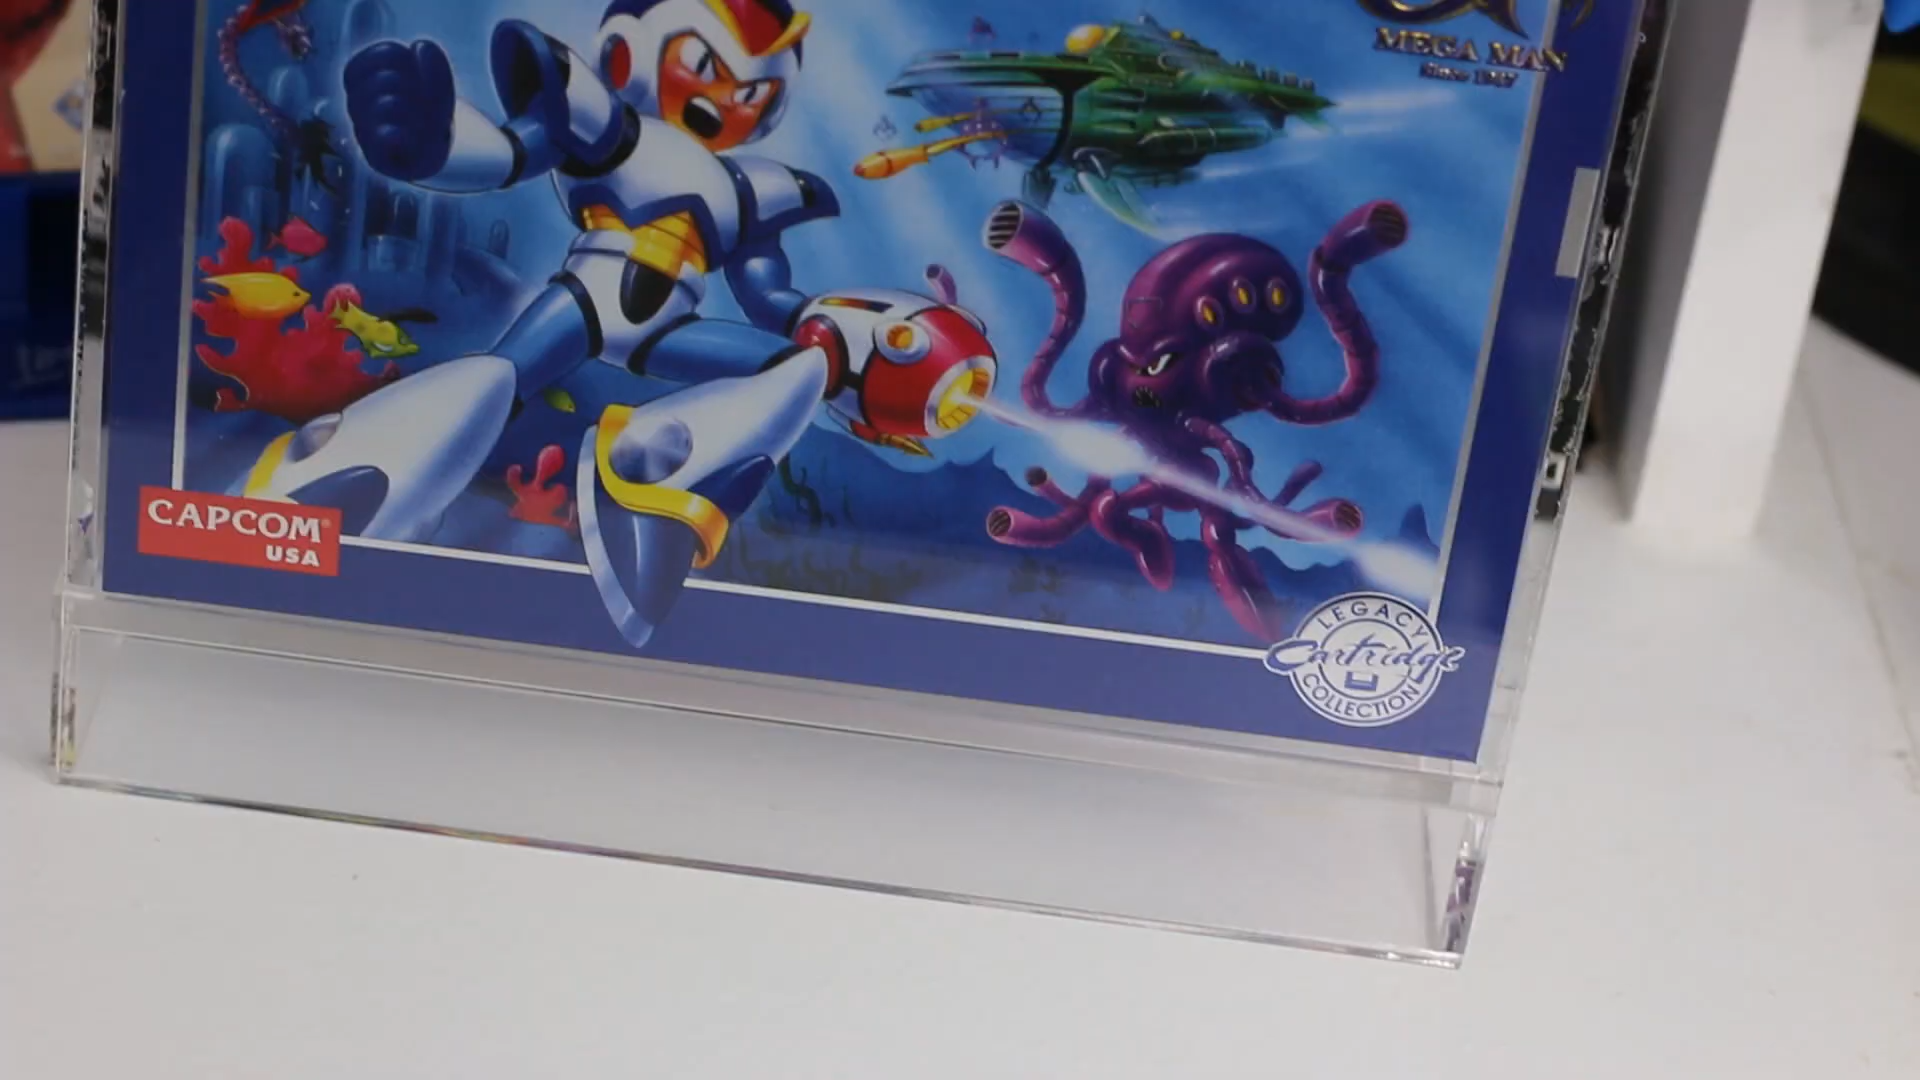 MEGA MAN
since 1987
CAPCOM®
USA
LEGACY
Cartridge
COLLECTION